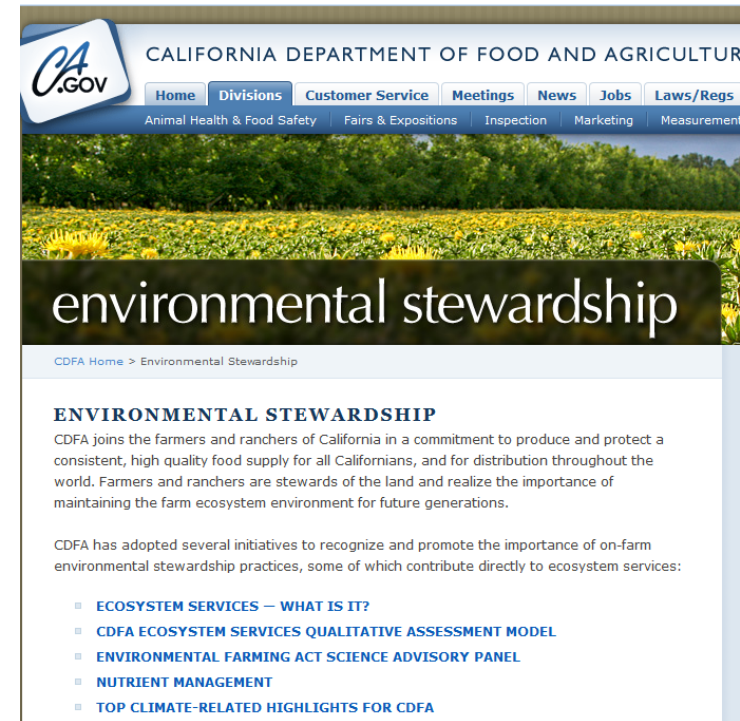 CA
.GOV
CALIFORNIA DEPARTMENT OF FOOD AND AGRICULTUR
Home Divisions Customer Service Meetings News Jobs Laws/Regs
Animal Health & Food Safety Fairs & Expositions Inspection Marketing Measurement
environmental stewardship
CDFA Home > Environmental Stewardship
ENVIRONMENTAL STEWARDSHIP
CDFA joins the farmers and ranchers of California in a commitment to produce and protect a
consistent, high quality food supply for all Californians, and for distribution throughout the
world. Farmers and ranchers are stewards of the land and realize the importance of
maintaining the farm ecosystem environment for future generations.
CDFA has adopted several initiatives to recognize and promote the importance of on-farm
environmental stewardship practices, some of which contribute directly to ecosystem services:
ECOSYSTEM SERVICES — WHAT IS IT?
CDFA ECOSYSTEM SERVICES QUALITATIVE ASSESSMENT MODEL
ENVIRONMENTAL FARMING ACT SCIENCE ADVISORY PANEL
NUTRIENT MANAGEMENT
TOP CLIMATE-RELATED HIGHLIGHTS FOR CDFA